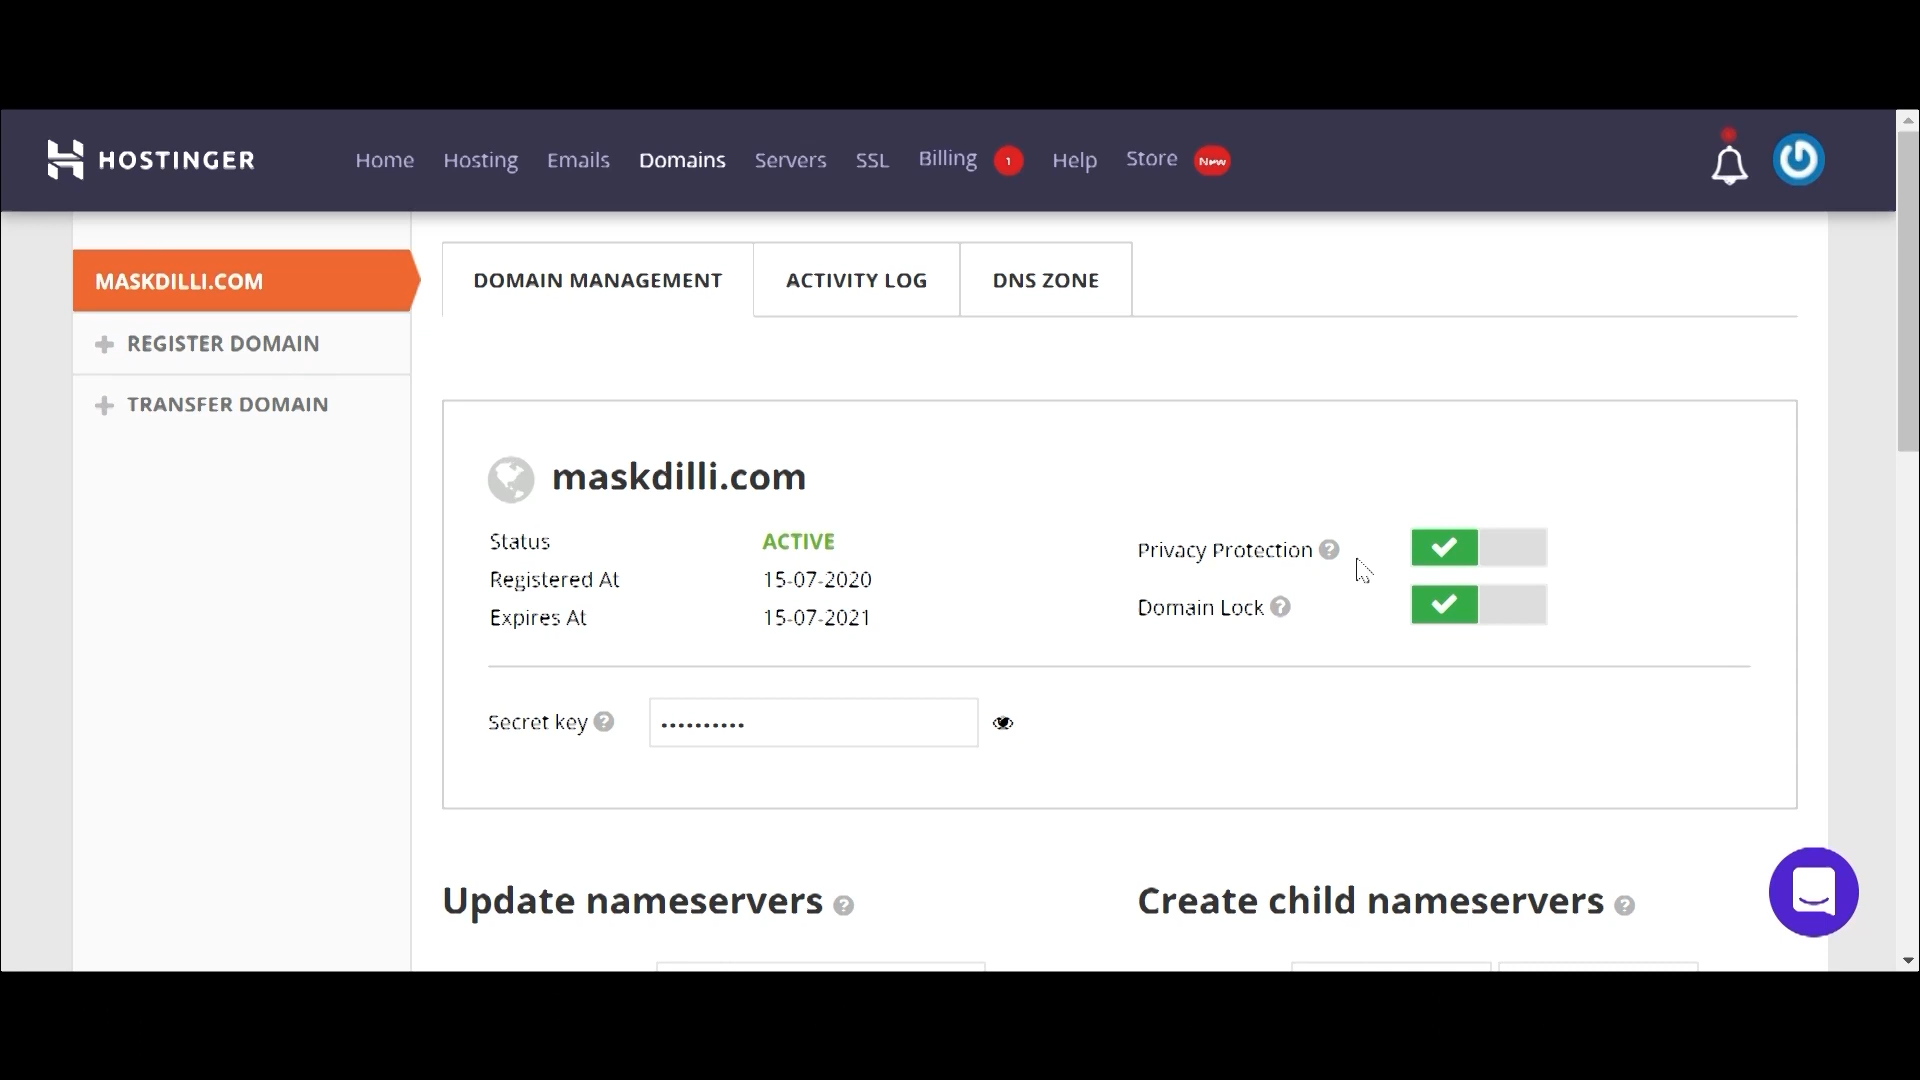 HOSTINGER
Home Hosting Emails Domains Servers SSL Billing 1 Help Store New
MASKDILLI.COM
REGISTER DOMAIN
TRANSFER DOMAIN
DOMAIN MANAGEMENT ACTIVITY LOG DNS ZONE
maskdilli.com
Status ACTIVE
Registered At 15-07-2020
Expires At 15-07-2021
Privacy Protection ?
Domain Lock ?
Secret key ? ••••••••••
Update nameservers ?
Create child nameservers ?